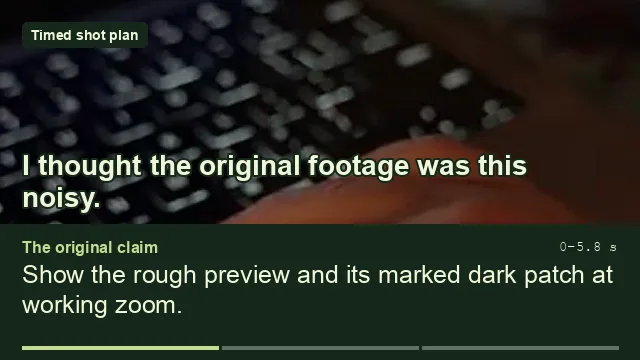 Timed shot plan
I thought the original footage was this
noisy.
The original claim
0–5.8 s
Show the rough preview and its marked dark patch at
working zoom.